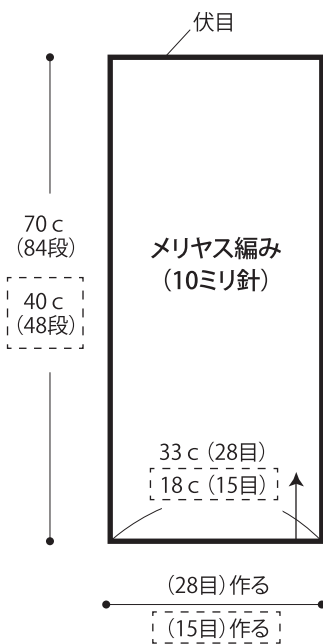 伏目
70 c
(84段)
40 c
(48段)
メリヤス編み
(10ミリ針)
33 c (28目)
18 c (15目)
(28目)作る
(15目)作る